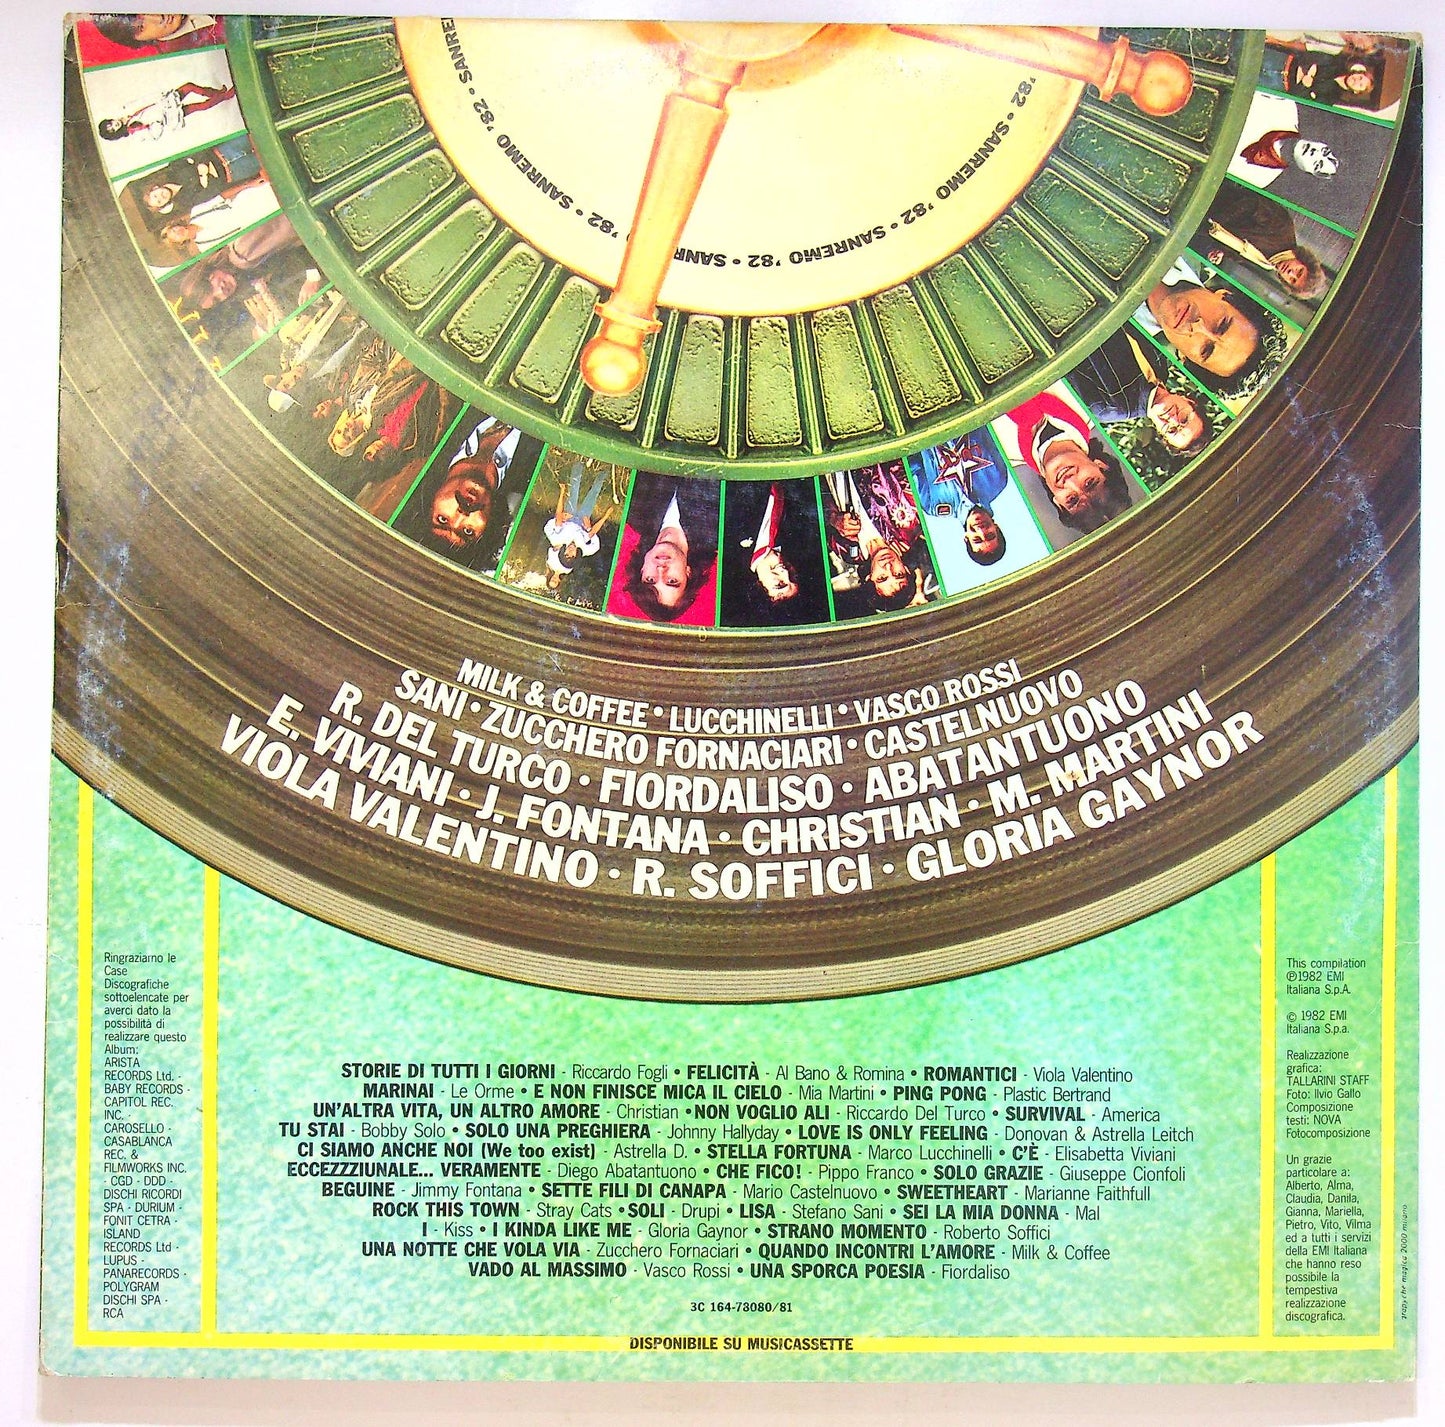 SANREMO '82 • SANREMO '82 • SANREMO '82 • SANREMO '82 • SANREMO '82 • SANREMO '82
MILK & COFFEE • LUCCHINELLI • VASCO ROSSI
SANI • ZUCCHERO FORNACIARI • CASTELNUOVO
R. DEL TURCO • FIORDALISO • ABATANTUONO
E. VIVIANI • J. FONTANA • CHRISTIAN • M. MARTINI
VIOLA VALENTINO • R. SOFFICI • GLORIA GAYNOR
Ringraziamo le
Case
Discografiche
sottoelencate per
averci dato la
possibilità di
realizzare questo
Album:
ARISTA
RECORDS Ltd. -
BABY RECORDS -
CAPITOL REC.
INC. -
CAROSELLO -
CASABLANCA
REC. &
FILMWORKS INC.
- CGD - DDD -
DISCHI RICORDI
SPA - DURIUM -
FONIT CETRA -
ISLAND
RECORDS Ltd -
LUPUS -
PANARECORDS -
POLYGRAM
DISCHI SPA -
RCA
STORIE DI TUTTI I GIORNI - Riccardo Fogli • FELICITÀ - Al Bano & Romina • ROMANTICI - Viola Valentino
MARINAI - Le Orme • E NON FINISCE MICA IL CIELO - Mia Martini • PING PONG - Plastic Bertrand
UN'ALTRA VITA, UN ALTRO AMORE - Christian • NON VOGLIO ALI - Riccardo Del Turco • SURVIVAL - America
TU STAI - Bobby Solo • SOLO UNA PREGHIERA - Johnny Hallyday • LOVE IS ONLY FEELING - Donovan & Astrella Leitch
CI SIAMO ANCHE NOI (We too exist) - Astrella D. • STELLA FORTUNA - Marco Lucchinelli • C'È - Elisabetta Viviani
ECCEZZZIUNALE... VERAMENTE - Diego Abatantuono • CHE FICO! - Pippo Franco • SOLO GRAZIE - Giuseppe Cionfoli
BEGUINE - Jimmy Fontana • SETTE FILI DI CANAPA - Mario Castelnuovo • SWEETHEART - Marianne Faithfull
ROCK THIS TOWN - Stray Cats • SOLI - Drupi • LISA - Stefano Sani • SEI LA MIA DONNA - Mal
I - Kiss • I KINDA LIKE ME - Gloria Gaynor • STRANO MOMENTO - Roberto Soffici
UNA NOTTE CHE VOLA VIA - Zucchero Fornaciari • QUANDO INCONTRI L'AMORE - Milk & Coffee
VADO AL MASSIMO - Vasco Rossi • UNA SPORCA POESIA - Fiordaliso
3C 164-73080/81
DISPONIBILE SU MUSICASSETTE
This compilation
℗1982 EMI
Italiana S.p.A.
© 1982 EMI
Italiana S.p.a.
Realizzazione
grafica:
TALLARINI STAFF
Foto: Ilvio Gallo
Composizione
testi: NOVA
Fotocomposizione
Un grazie
particolare a:
Alberto, Alma,
Claudia, Danila,
Gianna, Mariella,
Pietro, Vito, Vilma
ed a tutti i servizi
della EMI Italiana
che hanno reso
possibile la
tempestiva
realizzazione
discografica.